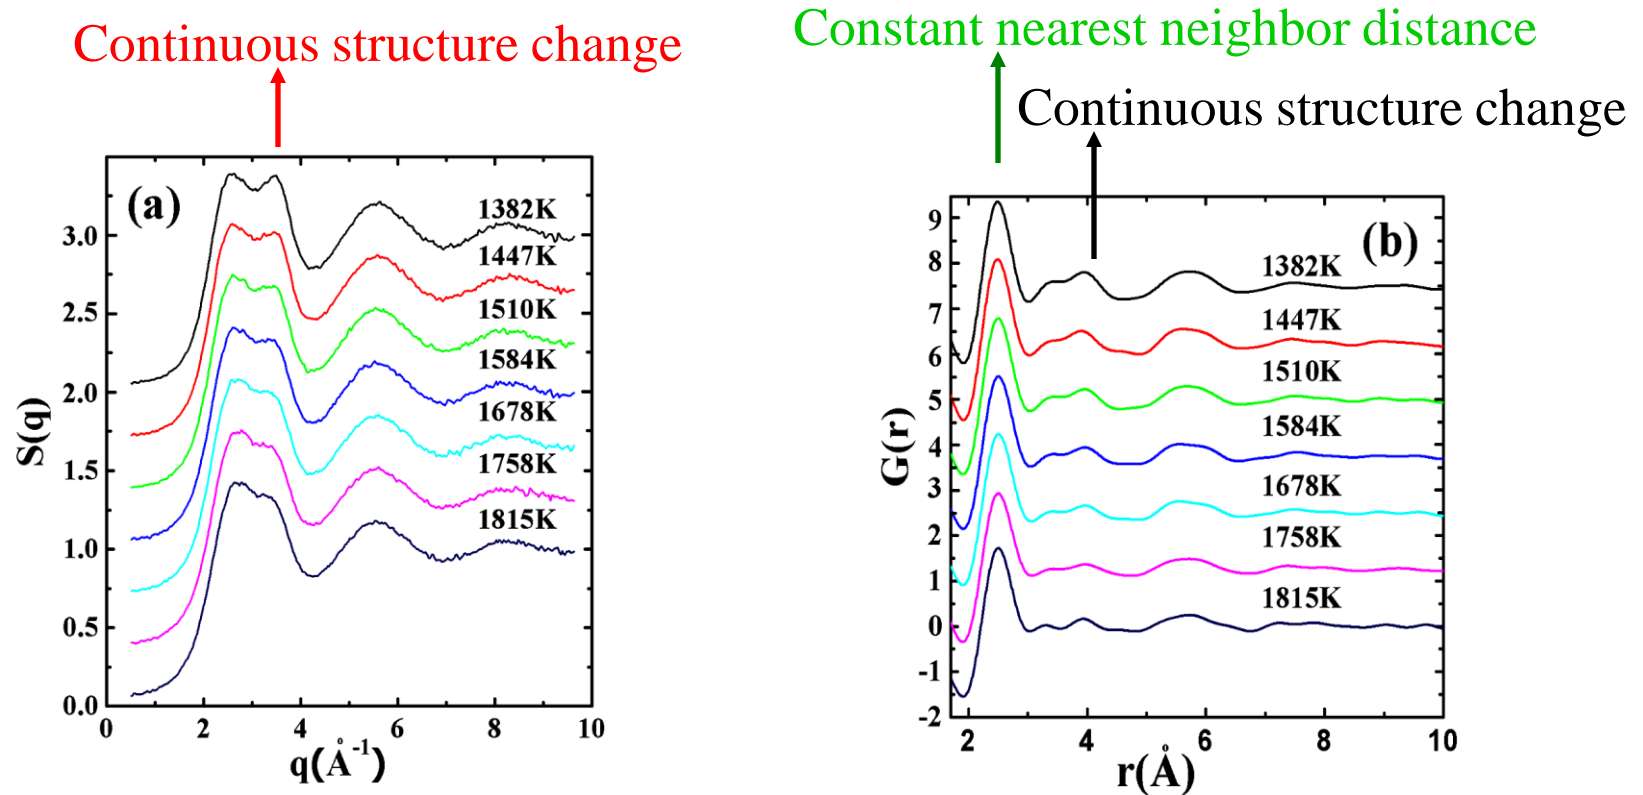 Continuous structure change
Constant nearest neighbor distance
Continuous structure change
(a)
1382K
1447K
1510K
1584K
1678K
1758K
1815K
3.0
2.5
2.0
1.5
1.0
0.5
0.0
S(q)
0 2 4 6 8 10
q(Å-1)
(b)
1382K
1447K
1510K
1584K
1678K
1758K
1815K
9
8
7
6
5
4
3
2
1
0
-1
-2
G(r)
2 4 6 8 10
r(Å)